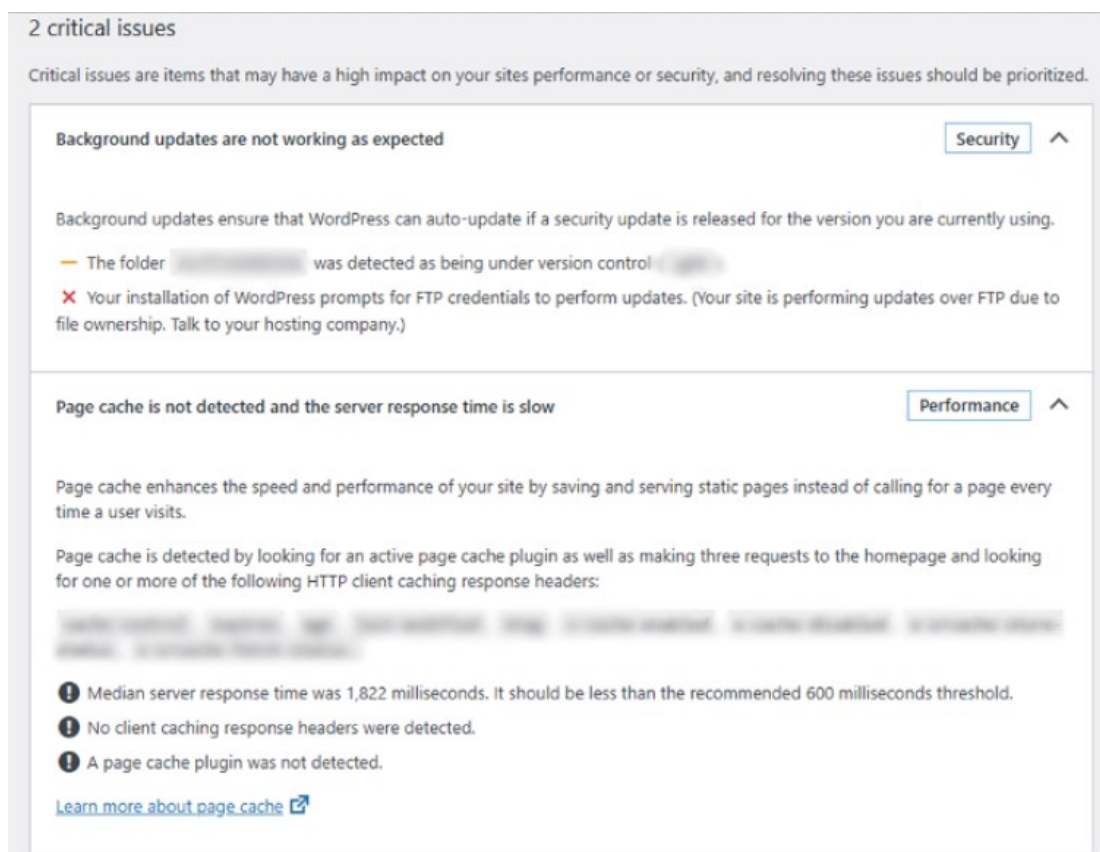 2 critical issues
Critical issues are items that may have a high impact on your sites performance or security, and resolving these issues should be prioritized.
Background updates are not working as expected
Security
Background updates ensure that WordPress can auto-update if a security update is released for the version you are currently using.
The folder was detected as being under version control
Your installation of WordPress prompts for FTP credentials to perform updates. (Your site is performing updates over FTP due to
file ownership. Talk to your hosting company.)
Page cache is not detected and the server response time is slow
Performance
Page cache enhances the speed and performance of your site by saving and serving static pages instead of calling for a page every
time a user visits.
Page cache is detected by looking for an active page cache plugin as well as making three requests to the homepage and looking
for one or more of the following HTTP client caching response headers:
Median server response time was 1,822 milliseconds. It should be less than the recommended 600 milliseconds threshold.
No client caching response headers were detected.
A page cache plugin was not detected.
Learn more about page cache